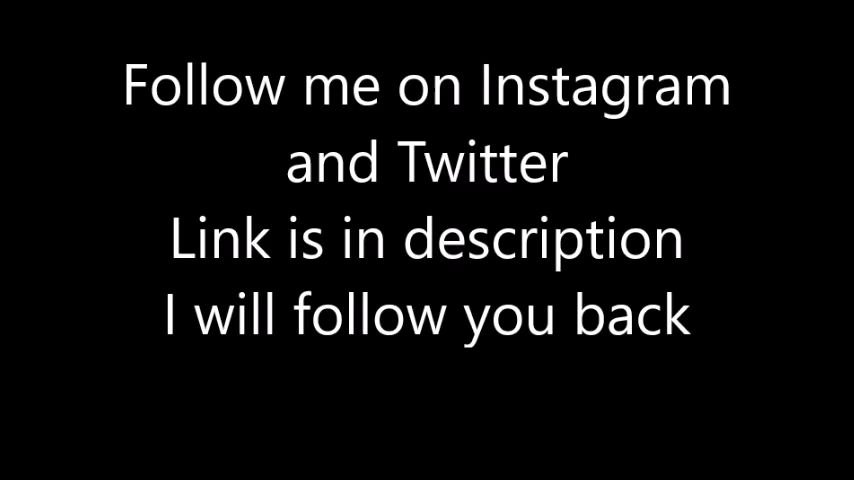 Follow me on Instagram
and Twitter
Link is in description
I will follow you back